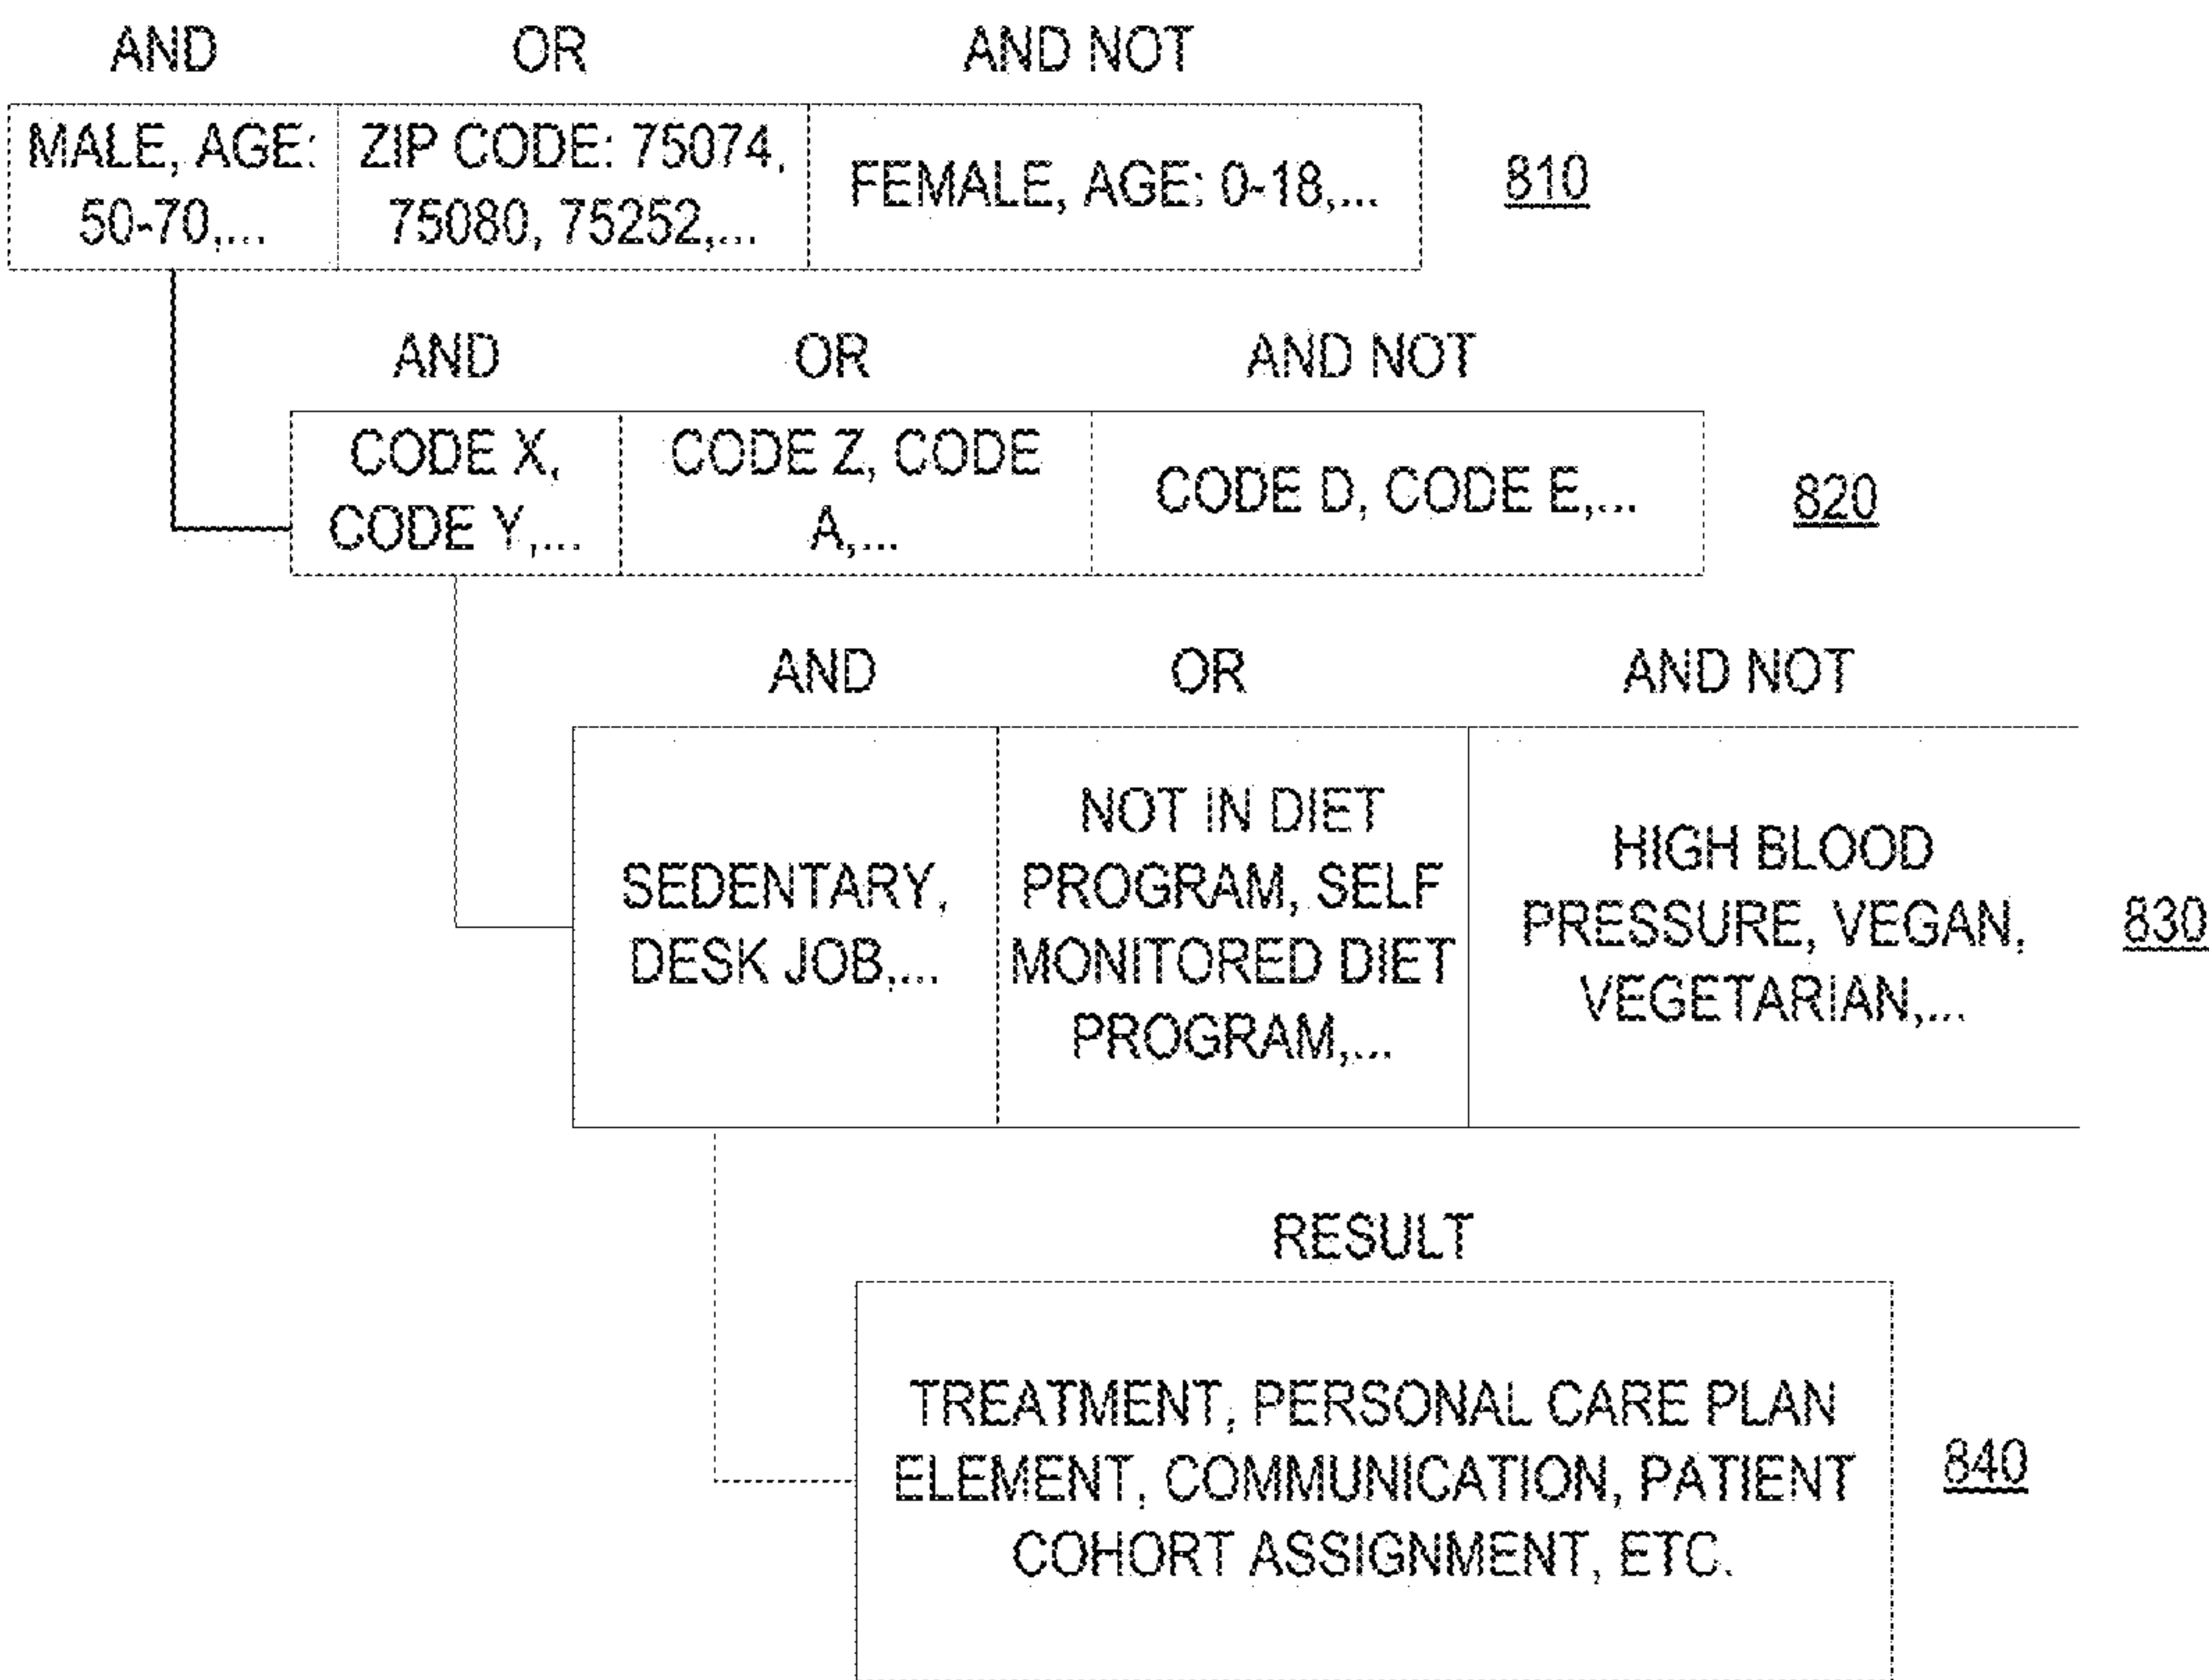 AND OR AND NOT
MALE, AGE: 50-70,...
ZIP CODE: 75074, 75080, 75252,...
FEMALE, AGE: 0-18,...
810
AND OR AND NOT
CODE X,
CODE Y,...
CODE Z, CODE
A,...
CODE D, CODE E,...
820
AND OR AND NOT
SEDENTARY,
DESK JOB,...
NOT IN DIET
PROGRAM, SELF
MONITORED DIET
PROGRAM,...
HIGH BLOOD
PRESSURE, VEGAN,
VEGETARIAN,...
830
RESULT
TREATMENT, PERSONAL CARE PLAN
ELEMENT, COMMUNICATION, PATIENT
COHORT ASSIGNMENT, ETC.
840